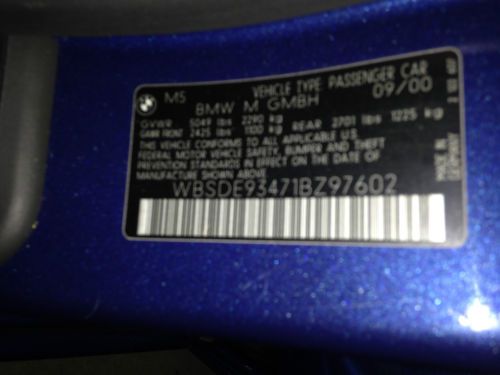 M5 VEHICLE TYPE PASSENGER CAR
BMW M GMBH 09/00
GVWR 5049 lbs 2290 kg
GAWR FRONT 2425 lbs 1100 kg REAR 2701 lbs 1225 kg
THIS VEHICLE CONFORMS TO ALL APPLICABLE
FEDERAL MOTOR VEHICLE SAFETY, BUMPER AND THEFT
PREVENTION STANDARDS IN EFFECT ON THE DATE OF
MANUFACTURE SHOWN ABOVE.
WBSDE93471BZ97602
MADE IN
GERMANY